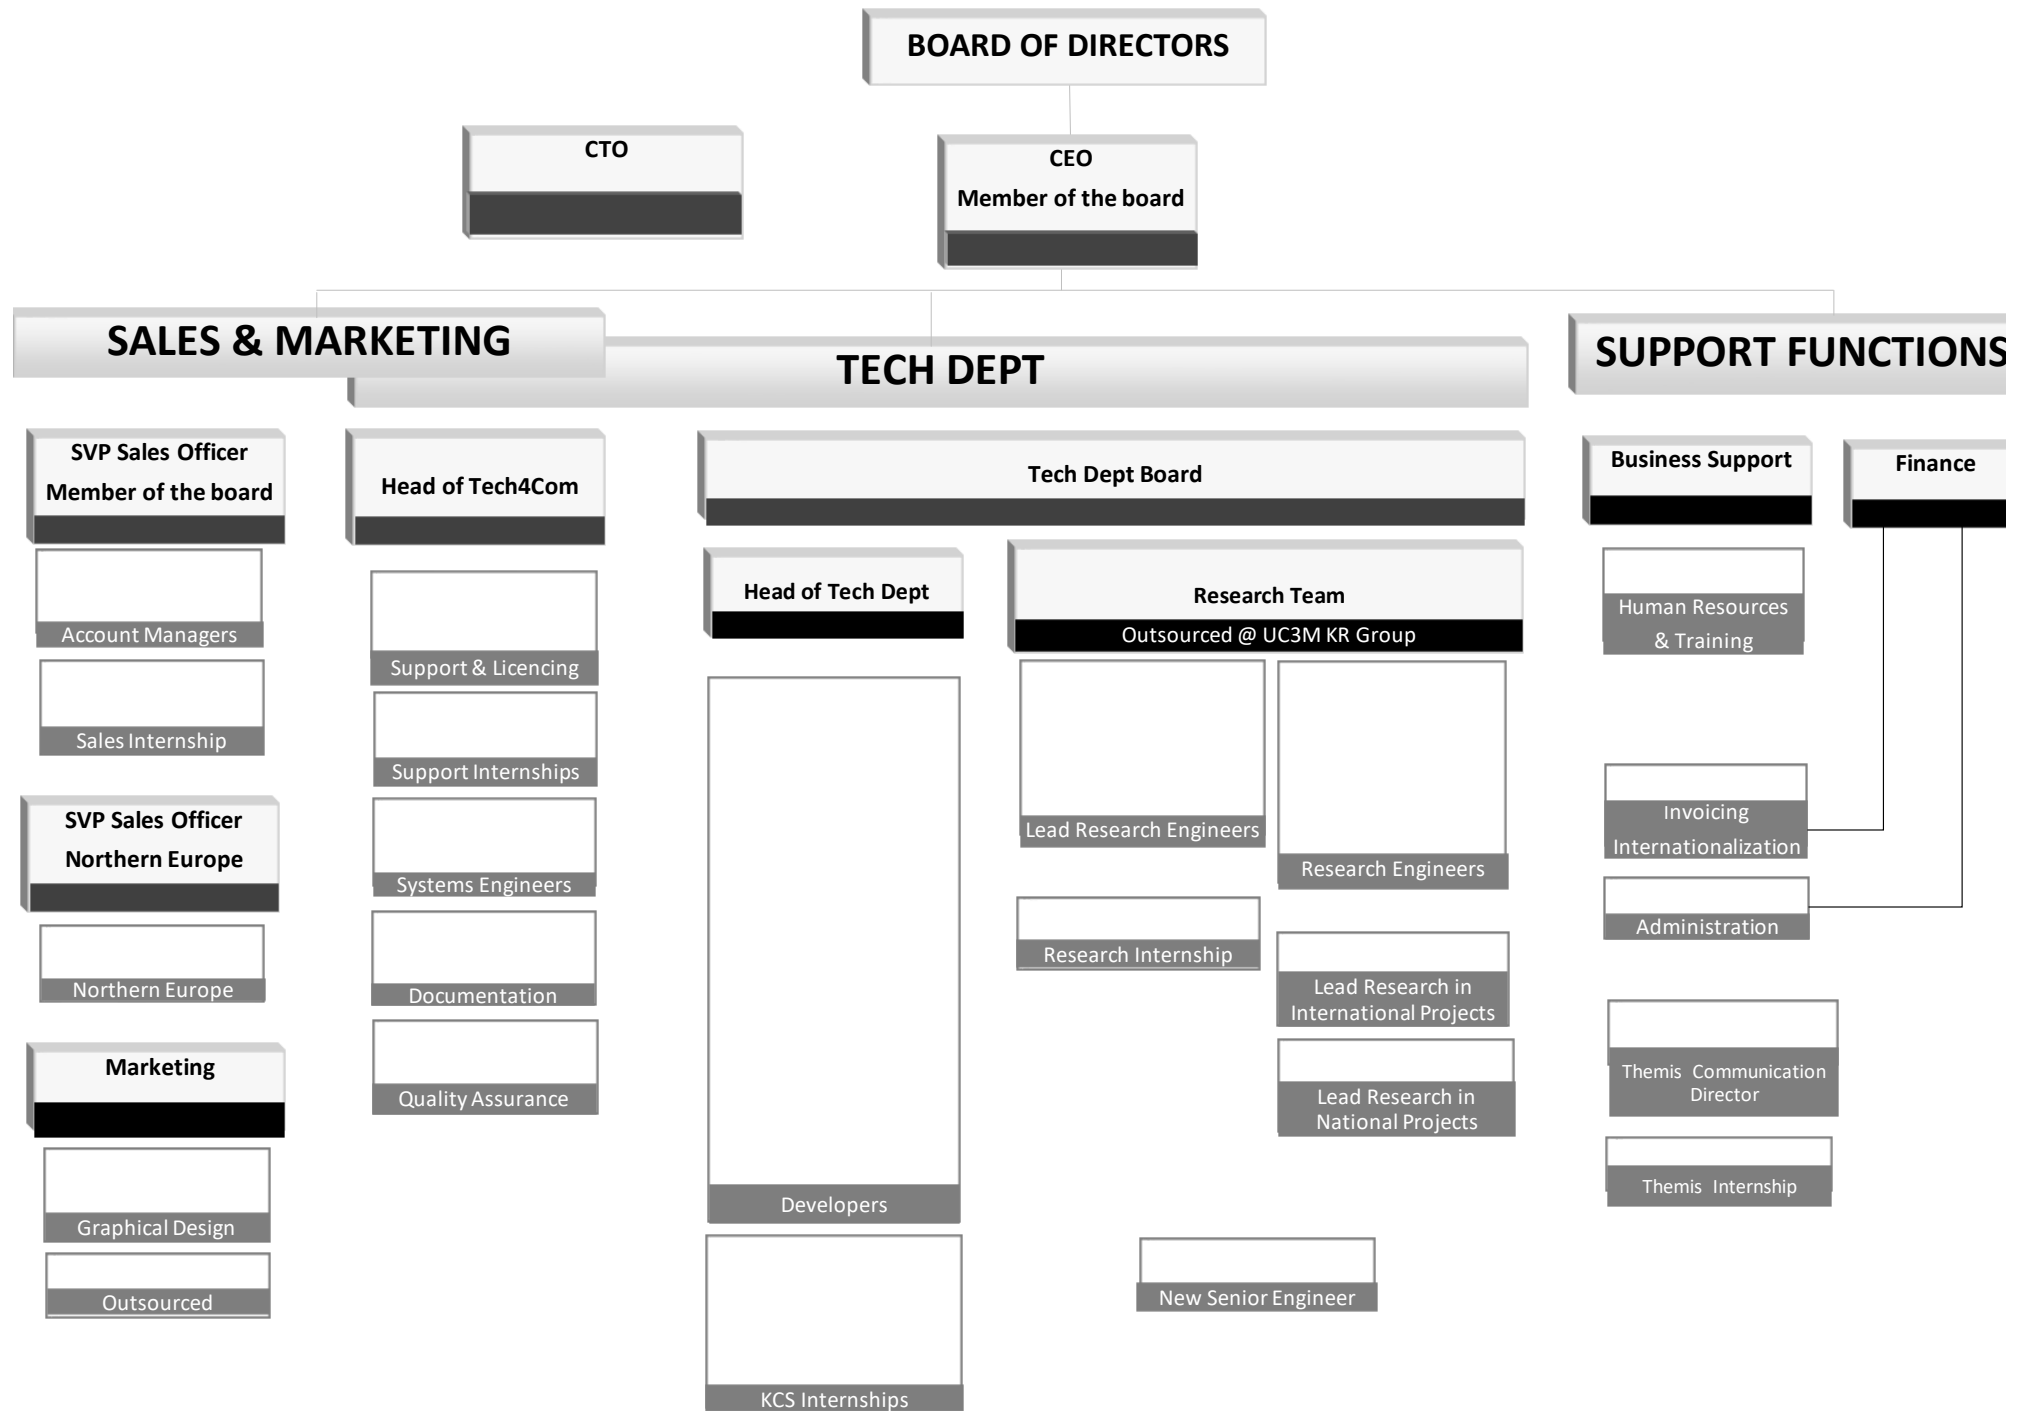 BOARD OF DIRECTORS
CTO
CEO
Member of the board
SALES & MARKETING
TECH DEPT
SUPPORT FUNCTIONS
SVP Sales Officer
Member of the board
Account Managers
Sales Internship
SVP Sales Officer
Northern Europe
Northern Europe
Marketing
Graphical Design
Outsourced
Head of Tech4Com
Support & Licencing
Support Internships
Systems Engineers
Documentation
Quality Assurance
Tech Dept Board
Head of Tech Dept
Developers
KCS Internships
Research Team
Outsourced @ UC3M KR Group
Lead Research Engineers
Research Internship
Research Engineers
Lead Research in
International Projects
Lead Research in
National Projects
New Senior Engineer
Business Support
Human Resources
& Training
Finance
Invoicing
Internationalization
Administration
Themis Communication
Director
Themis Internship